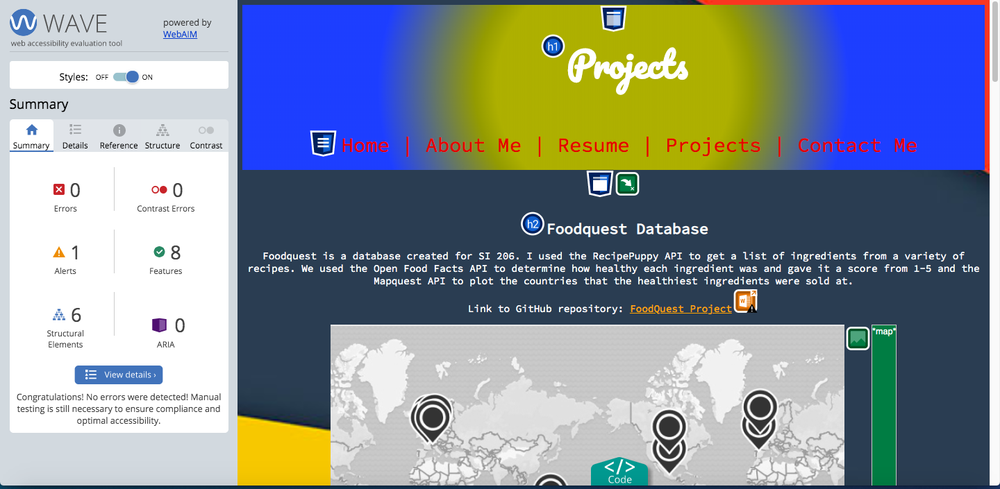 WAVE
powered by
WebAIM
web accessibility evaluation tool
Styles: OFF ON
Summary
Summary Details Reference Structure Contrast
0 0
Errors Contrast Errors
1 8
Alerts Features
6 0
Structural
Elements
ARIA
View details ›
Congratulations! No errors were detected! Manual
testing is still necessary to ensure compliance and
optimal accessibility.
h1
Projects
Home | About Me | Resume | Projects | Contact Me
h2 Foodquest Database
Foodquest is a database created for SI 206. I used the RecipePuppy API to get a list of ingredients from a variety of
recipes. We used the Open Food Facts API to determine how healthy each ingredient was and gave it a score from 1-5 and the
Mapquest API to plot the countries that the healthiest ingredients were sold at.
Link to GitHub repository: FoodQuest Project
W
*map*
</>
Code